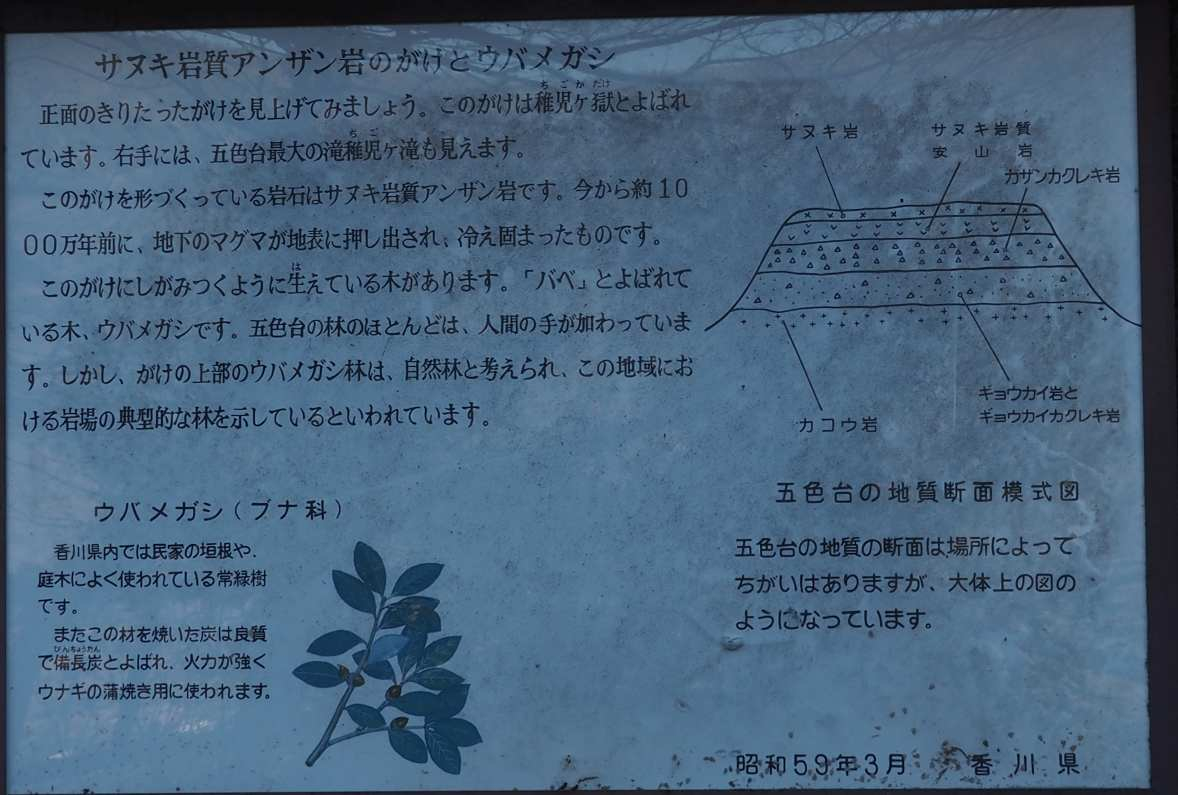 サヌキ岩質アンザン岩のがけとウバメガシ
正面のきりたったがけを見上げてみましょう。このがけは稚児ヶ獄とよばれ
ています。右手には、五色台最大の滝稚児ヶ滝も見えます。
このがけを形づくっている岩石はサヌキ岩質アンザン岩です。今から約10
00万年前に、地下のマグマが地表に押し出され、冷え固まったものです。
このがけにしがみつくように生えている木があります。「バベ」とよばれて
いる木、ウバメガシです。五色台の林のほとんどは、人間の手が加わっていま
す。しかし、がけの上部のウバメガシ林は、自然林と考えられ、この地域にお
ける岩場の典型的な林を示しているといわれています。
サヌキ岩
サヌキ岩質
安山岩
カザンカクレキ岩
カコウ岩
ギョウカイ岩と
ギョウカイカクレキ岩
五色台の地質断面模式図
五色台の地質の断面は場所によって
ちがいはありますが、大体上の図の
ようになっています。
ウバメガシ(ブナ科)
香川県内では民家の垣根や、
庭木によく使われている常緑樹
です。
またこの材を焼いた炭は良質
で備長炭とよばれ、火力が強く
ウナギの蒲焼き用に使われます。
昭和59年3月 香川県